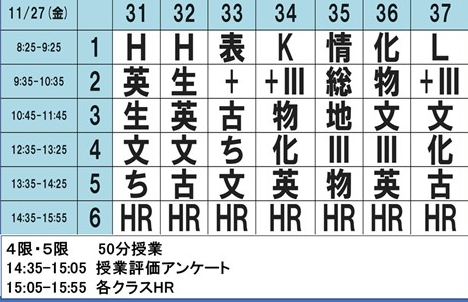 11/27(金) 31 32 33 34 35 36 37
8:25-9:25 1 H H 表 K 情 化 L
9:35-10:35 2 英 生 + +Ⅲ 総 物 +Ⅲ
10:45-11:45 3 生 英 古 物 地 文 文
12:35-13:25 4 文 文 ち 化 Ⅲ Ⅲ 化
13:35-14:25 5 ち 古 文 英 物 英 古
14:35-15:55 6 HR HR HR HR HR HR HR
4限・5限 50分授業
14:35-15:05 授業評価アンケート
15:05-15:55 各クラスHR